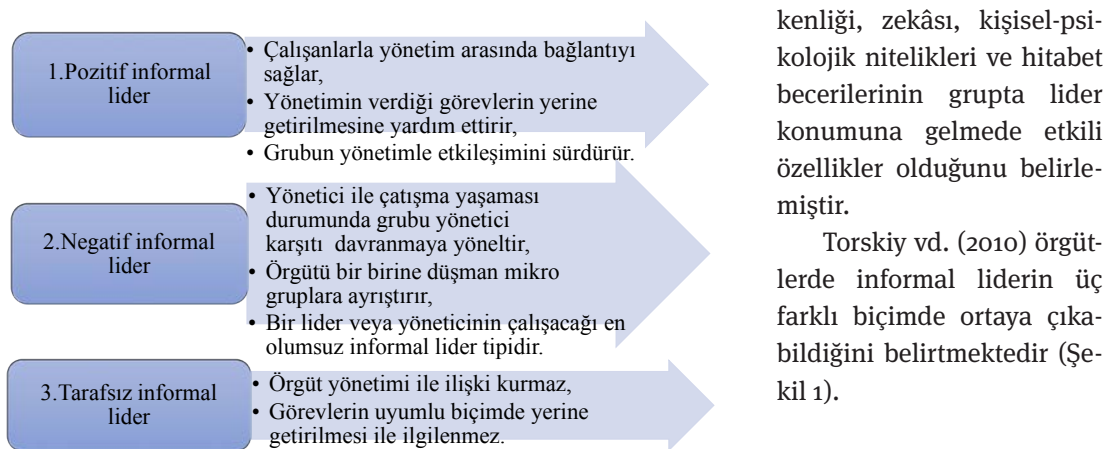 1.Pozitif informal
lider
• Çalışanlarla yönetim arasında bağlantıyı
sağlar,
• Yönetimin verdiği görevlerin yerine
getirilmesine yardım ettirir,
• Grubun yönetimle etkileşimini sürdürür.
2.Negatif informal
lider
• Yönetici ile çatışma yaşaması
durumunda grubu yönetici
karşıtı davranmaya yöneltir,
• Örgütü bir birine düşman mikro
gruplara ayrıştırır,
• Bir lider veya yöneticinin çalışacağı en
olumsuz informal lider tipidir.
3.Tarafsız informal
lider
• Örgüt yönetimi ile ilişki kurmaz,
• Görevlerin uyumlu biçimde yerine
getirilmesi ile ilgilenmez.
kenliği, zekâsı, kişisel-psi-
kolojik nitelikleri ve hitabet
becerilerinin grupta lider
konumuna gelmede etkili
özellikler olduğunu belirle-
miştir.
Torskiy vd. (2010) örgüt-
lerde informal liderin üç
farklı biçimde ortaya çıka-
bildiğini belirtmektedir (Şe-
kil 1).